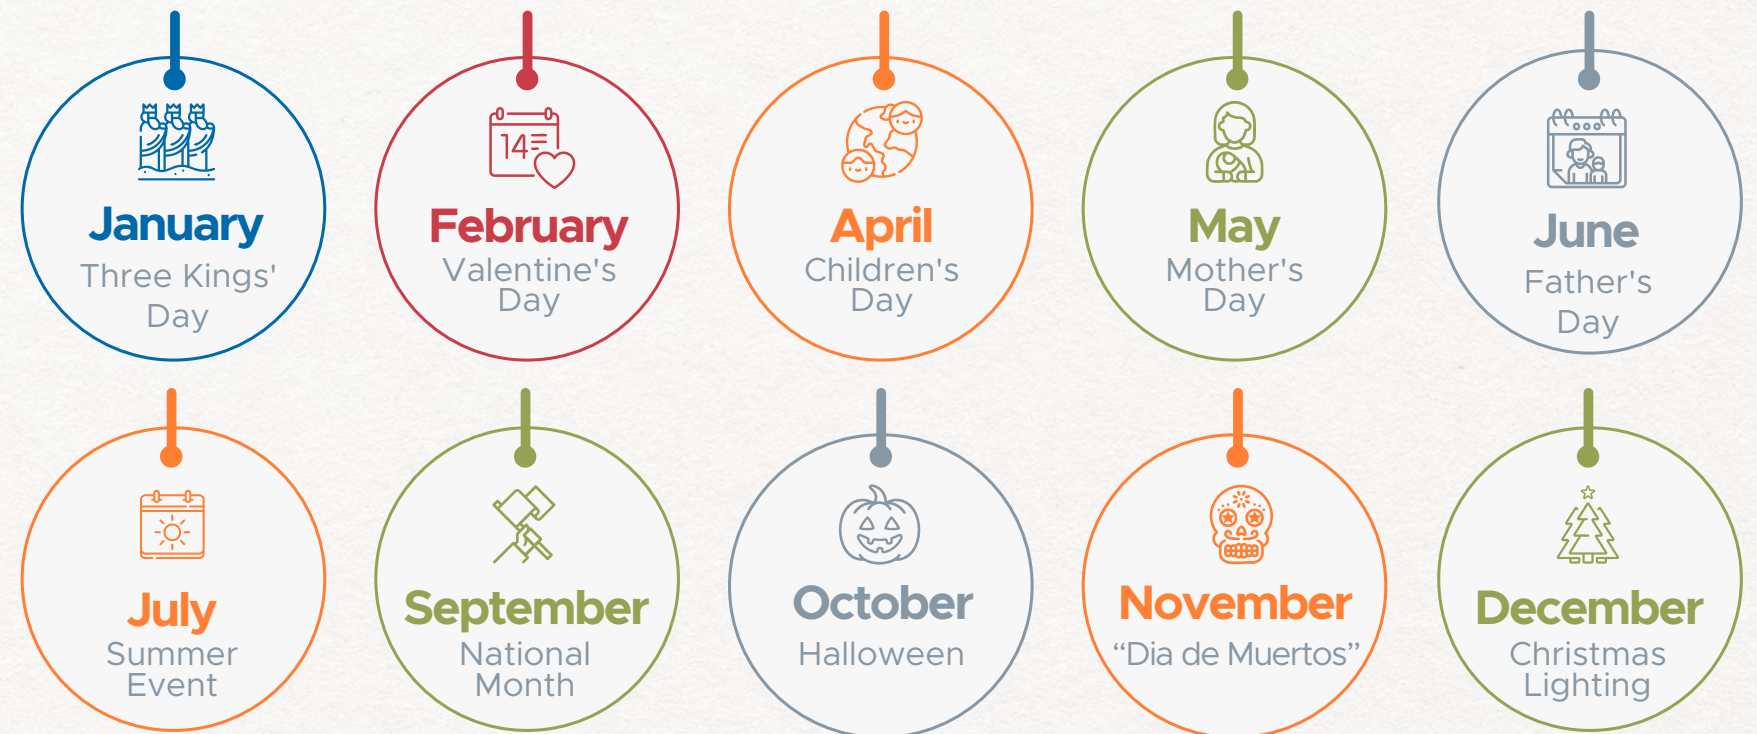 14
January
Three Kings'
Day
February
Valentine's
Day
April
Children's
Day
May
Mother's
Day
June
Father's
Day
July
Summer
Event
September
National
Month
October
Halloween
November
“Dia de Muertos”
December
Christmas
Lighting